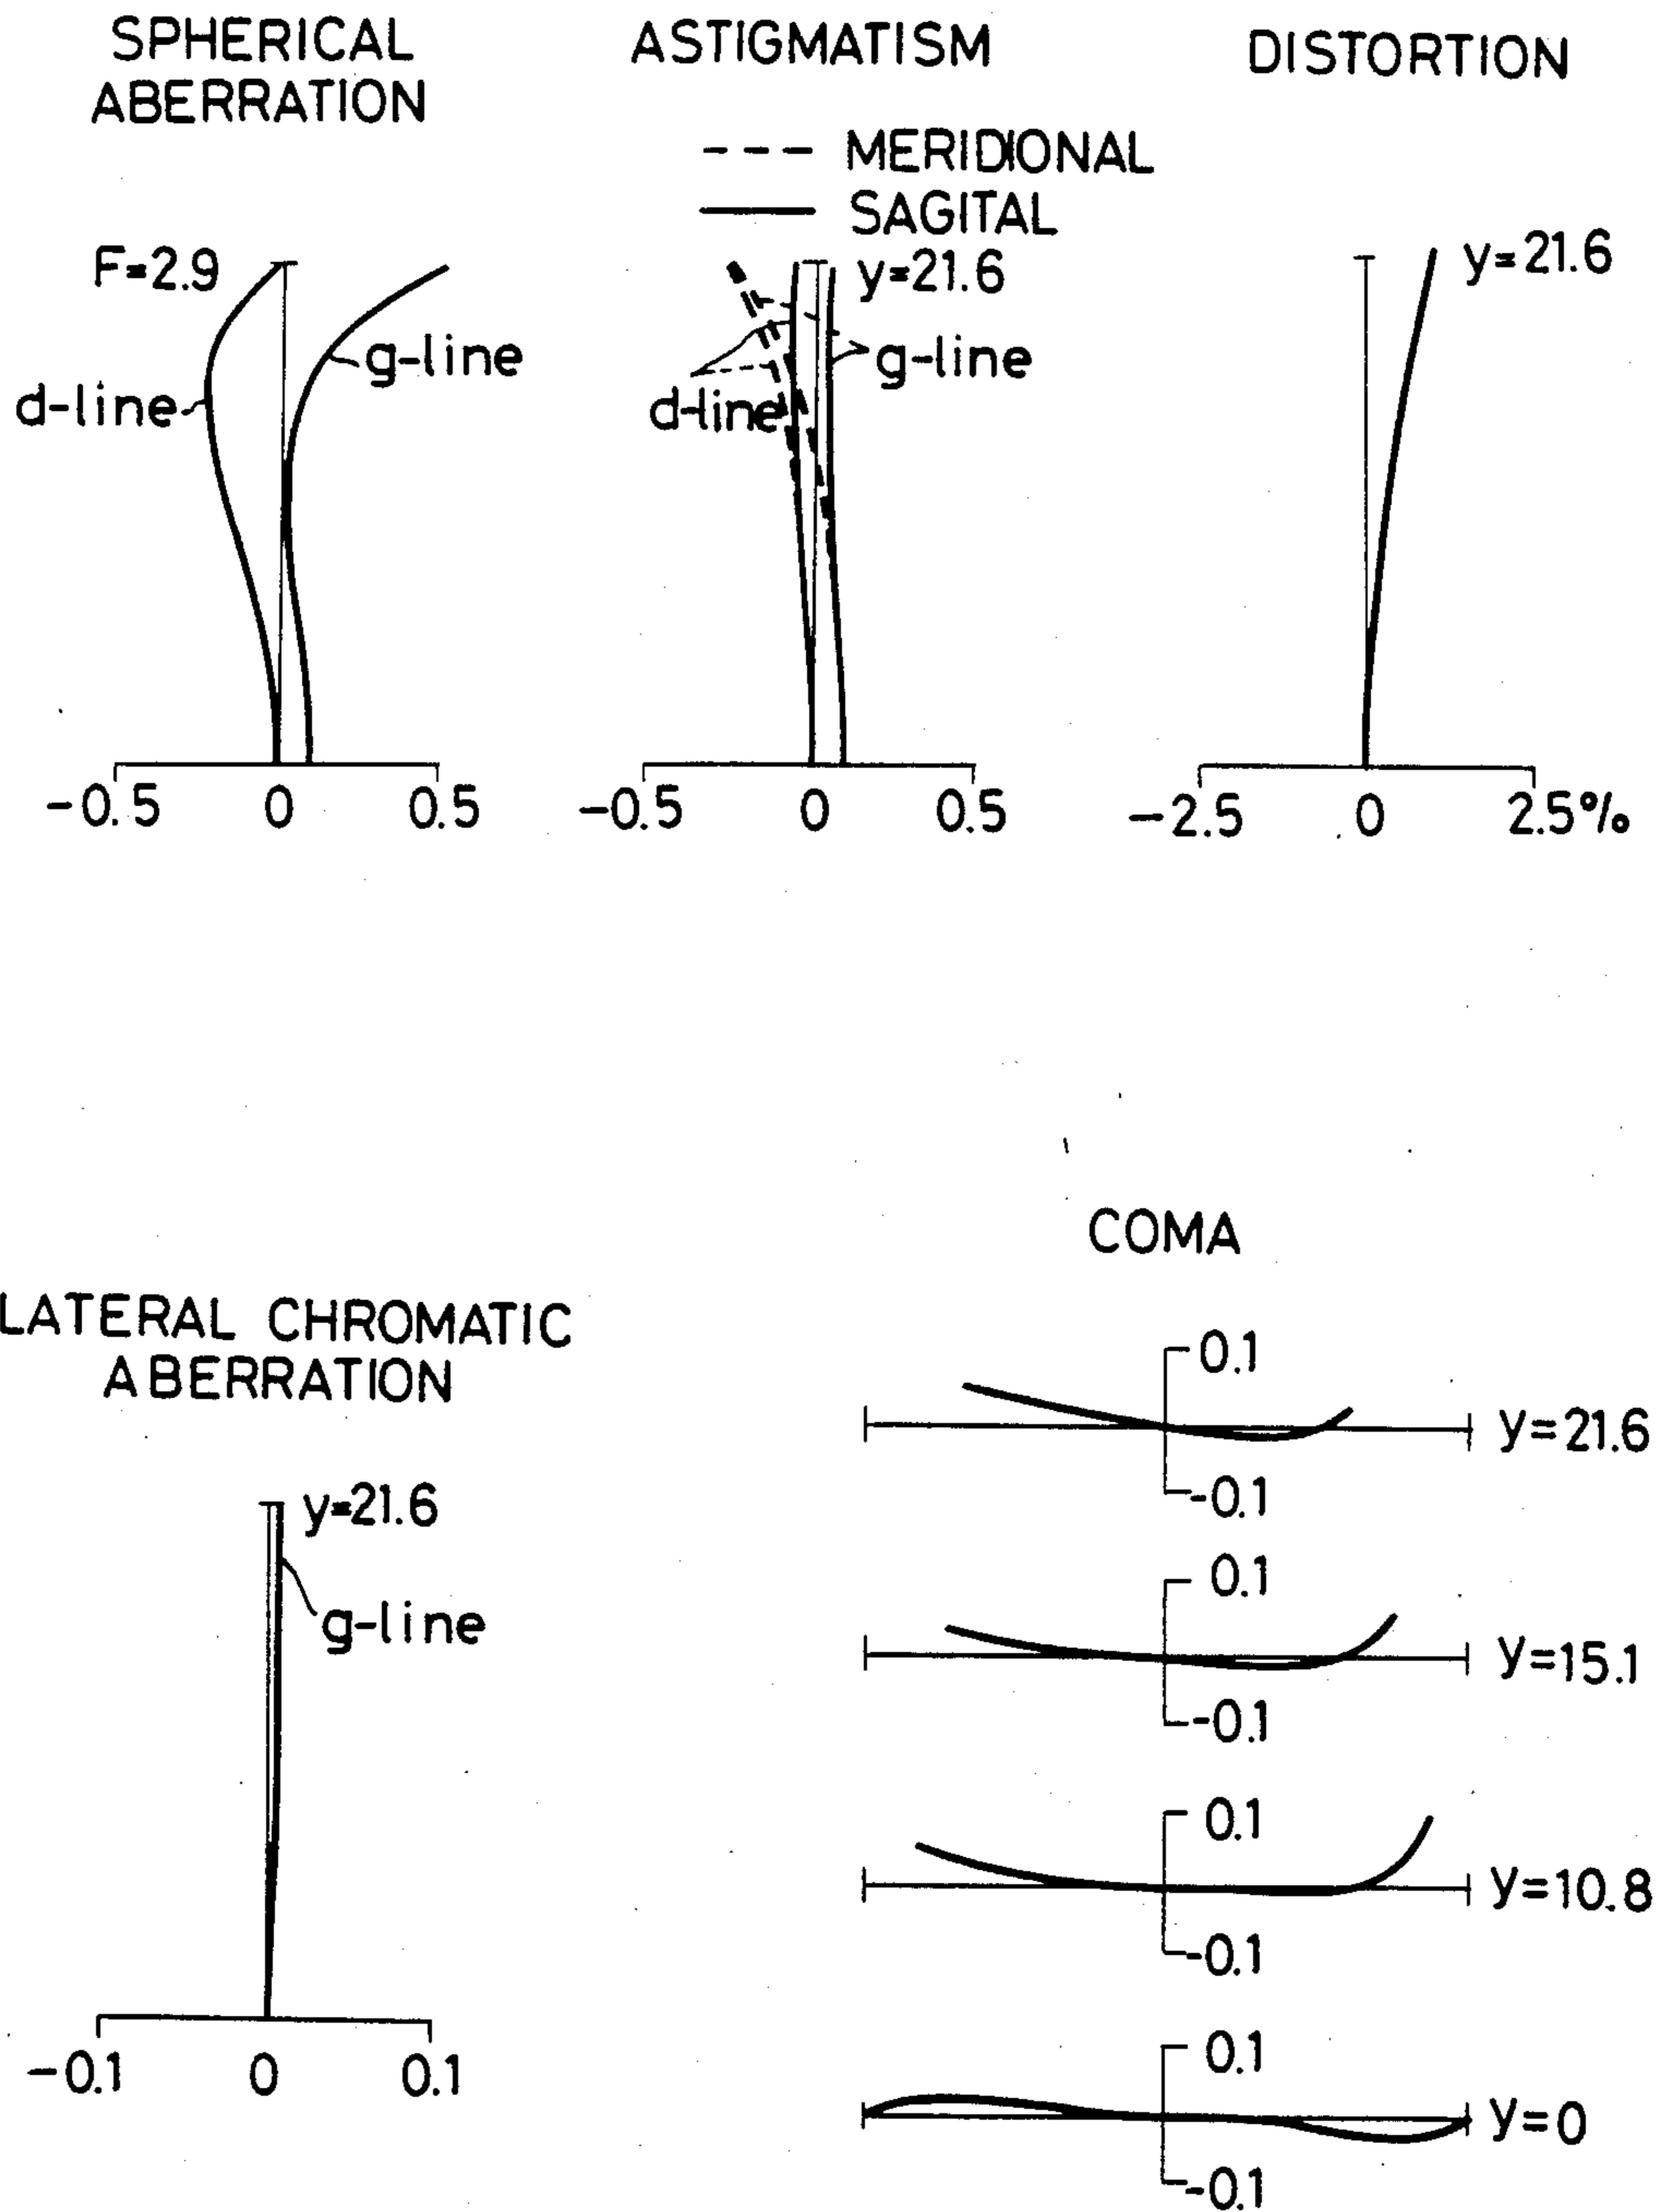 SPHERICAL
ABERRATION
F=2.9
g-line
d-line
-0.5 0 0.5
ASTIGMATISM
--- MERIDIONAL
— SAGITAL
y=21.6
g-line
d-line
-0.5 0 0.5
DISTORTION
y=21.6
-2.5 0 2.5%
LATERAL CHROMATIC
ABERRATION
y=21.6
g-line
-0.1 0 0.1
COMA
0.1
y=21.6
-0.1
0.1
y=15.1
-0.1
0.1
y=10.8
-0.1
0.1
y=0
-0.1